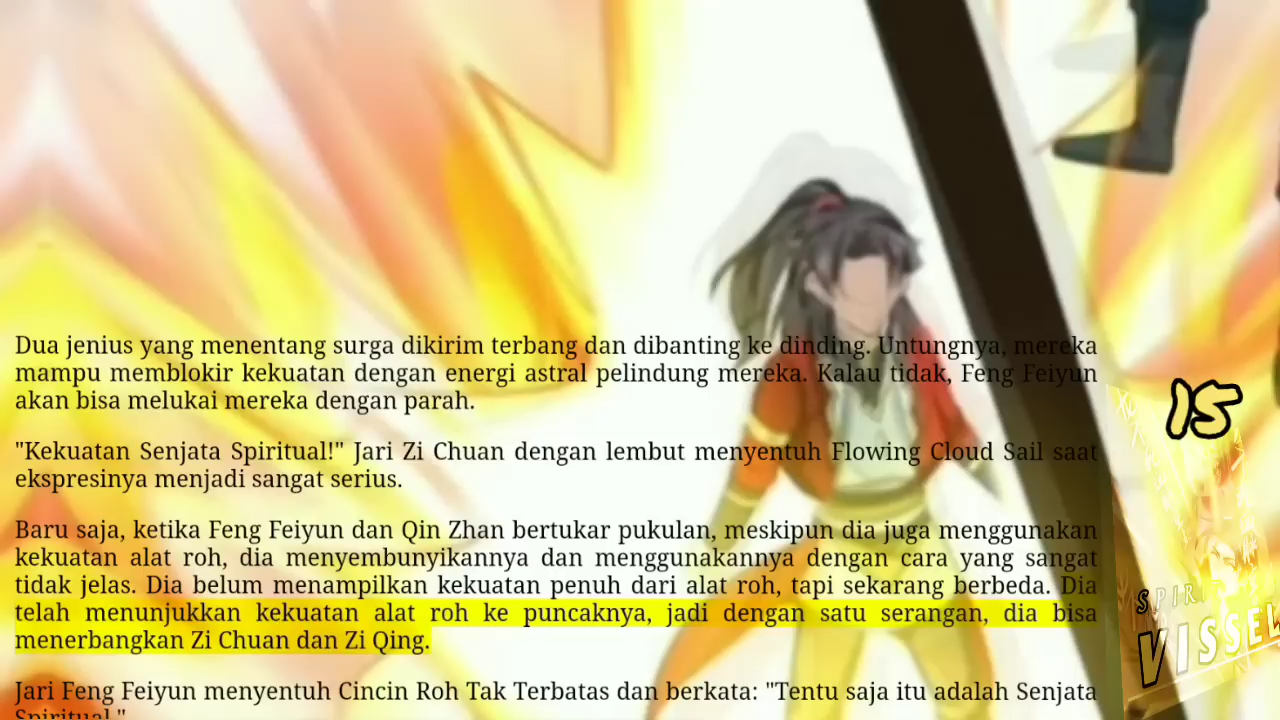 Dua jenius yang menentang surga dikirim terbang dan dibanting ke dinding. Untungnya, mereka
mampu memblokir kekuatan dengan energi astral pelindung mereka. Kalau tidak, Feng Feiyun
akan bisa melukai mereka dengan parah.
"Kekuatan Senjata Spiritual!" Jari Zi Chuan dengan lembut menyentuh Flowing Cloud Sail saat
ekspresinya menjadi sangat serius.
Baru saja, ketika Feng Feiyun dan Qin Zhan bertukar pukulan, meskipun dia juga menggunakan
kekuatan alat roh, dia menyembunyikannya dan menggunakannya dengan cara yang sangat
tidak jelas. Dia belum menampilkan kekuatan penuh dari alat roh, tapi sekarang berbeda. Dia
telah menunjukkan kekuatan alat roh ke puncaknya, jadi dengan satu serangan, dia bisa
menerbangkan Zi Chuan dan Zi Qing.
Jari Feng Feiyun menyentuh Cincin Roh Tak Terbatas dan berkata: "Tentu saja itu adalah Senjata
Spiritual."
15
SPIRIT
VISSEL